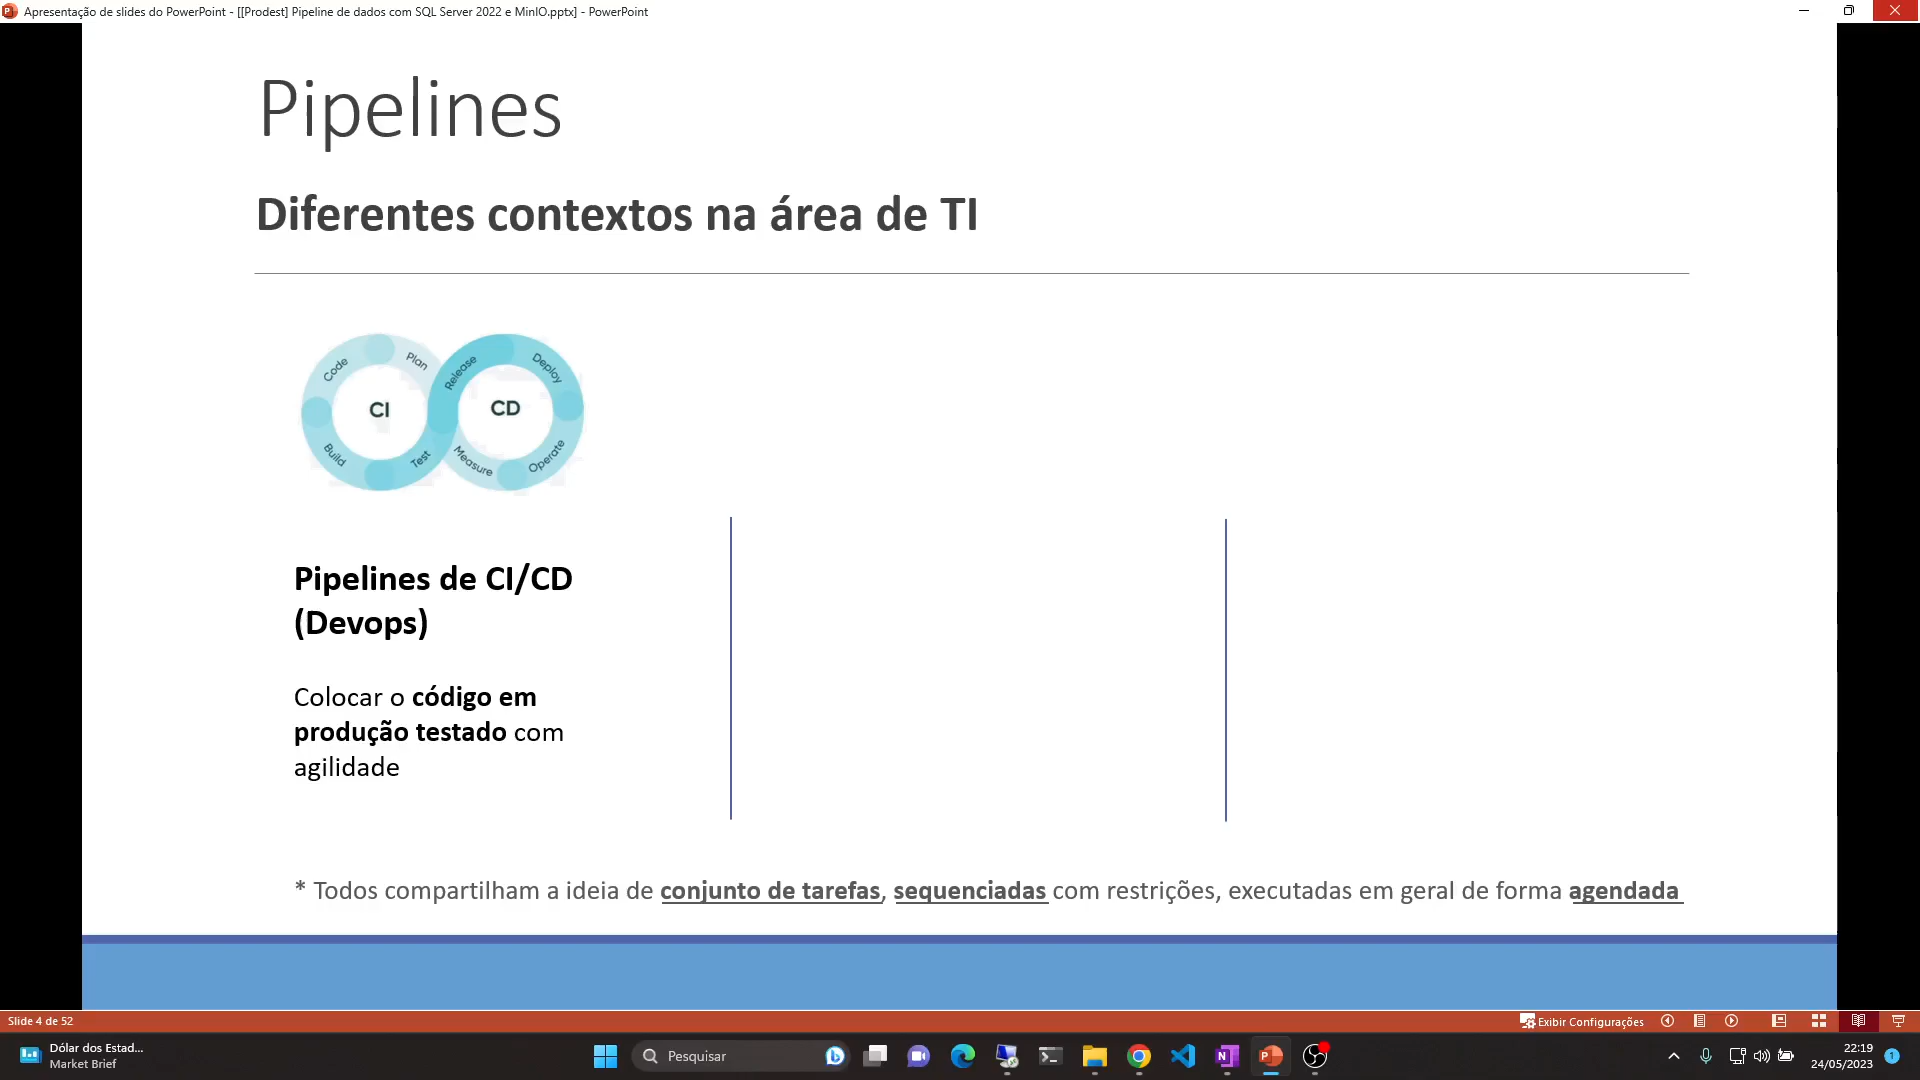 Apresentação de slides do PowerPoint - [[Prodest] Pipeline de dados com SQL Server 2022 e MinIO.pptx] - PowerPoint
Pipelines
Diferentes contextos na área de TI
Code
Plan
Release
Deploy
CI
CD
Build
Test
Measure
Operate
Pipelines de CI/CD
(Devops)
Colocar o código em
produção testado com
agilidade
* Todos compartilham a ideia de conjunto de tarefas, sequenciadas com restrições, executadas em geral de forma agendada
Slide 4 de 52
Exibir Configurações
Dólar dos Estad...
Market Brief
Pesquisar
22:19
24/05/2023
1